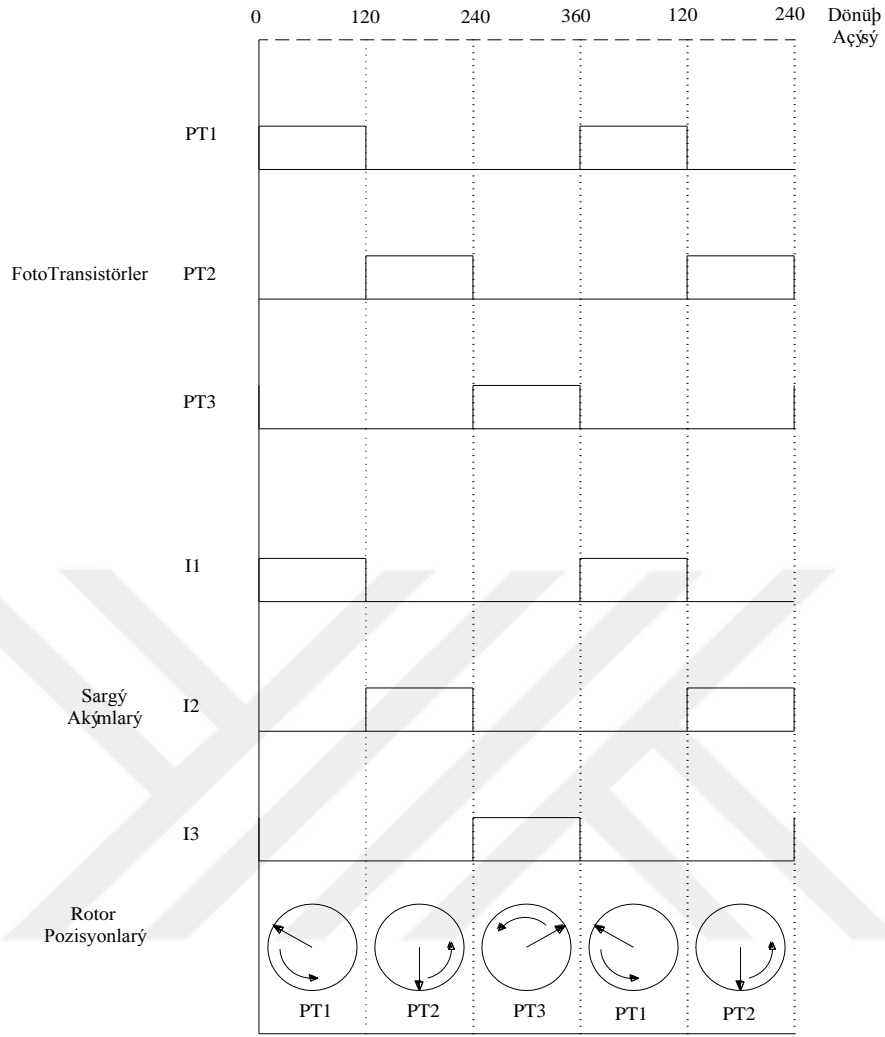 0 120 240 360 120 240 Dönüþ
Açýsý
PT1
FotoTransistörler PT2
PT3
I1
Sargý
Akýmlarý I2
I3
Rotor
Pozisyonlarý
PT1 PT2 PT3 PT1 PT2